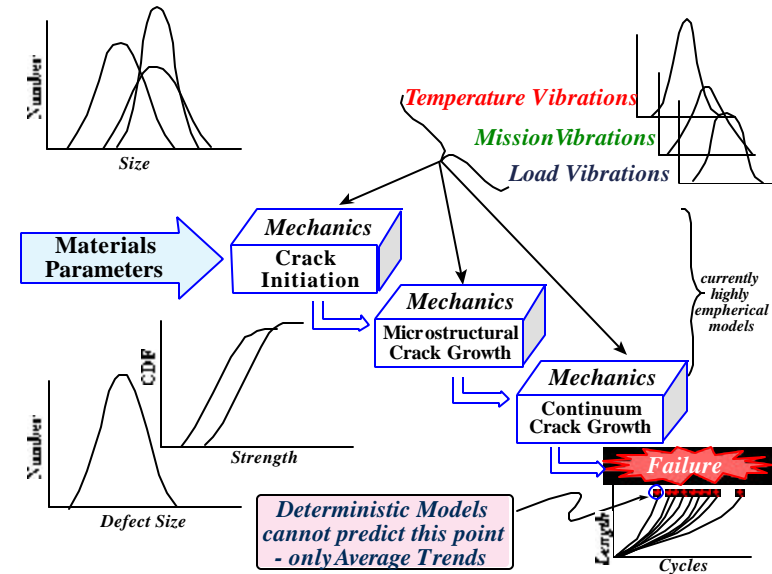 Number
Size
Temperature Vibrations
Mission Vibrations
Load Vibrations
Materials
Parameters
Mechanics
Crack
Initiation
Mechanics
Microstructural
Crack Growth
Mechanics
Continuum
Crack Growth
currently
highly
empherical
models
CDF
Strength
Number
Defect Size
Failure
Deterministic Models
cannot predict this point
- only Average Trends
Length
Cycles